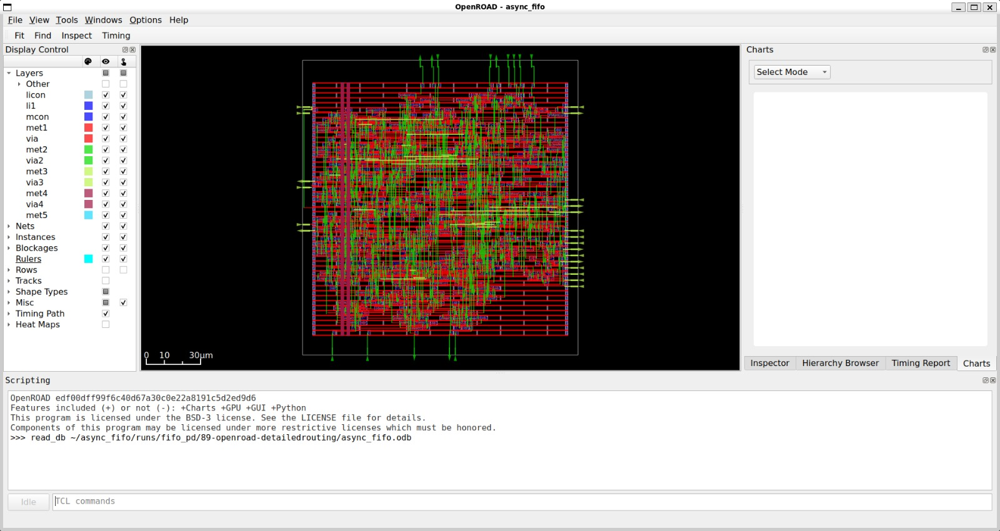 OpenROAD - async_fifo
File View Tools Windows Options Help
Fit Find Inspect Timing
Display Control
Layers
Other
licon
li1
mcon
met1
via
met2
via2
met3
via3
met4
via4
met5
Nets
Instances
Blockages
Rulers
Rows
Tracks
Shape Types
Misc
Timing Path
Heat Maps
0 10 30μm
Charts
Select Mode
Inspector Hierarchy Browser Timing Report Charts
Scripting
OpenROAD edf00dff99f6c40d67a30c0e22a8191c5d2ed9d6
Features included (+) or not (-): +Charts +GPU +GUI +Python
This program is licensed under the BSD-3 license. See the LICENSE file for details.
Components of this program may be licensed under more restrictive licenses which must be honored.
>>> read_db ~/async_fifo/runs/fifo_pd/89-openroad-detailedrouting/async_fifo.odb
Idle
TCL commands